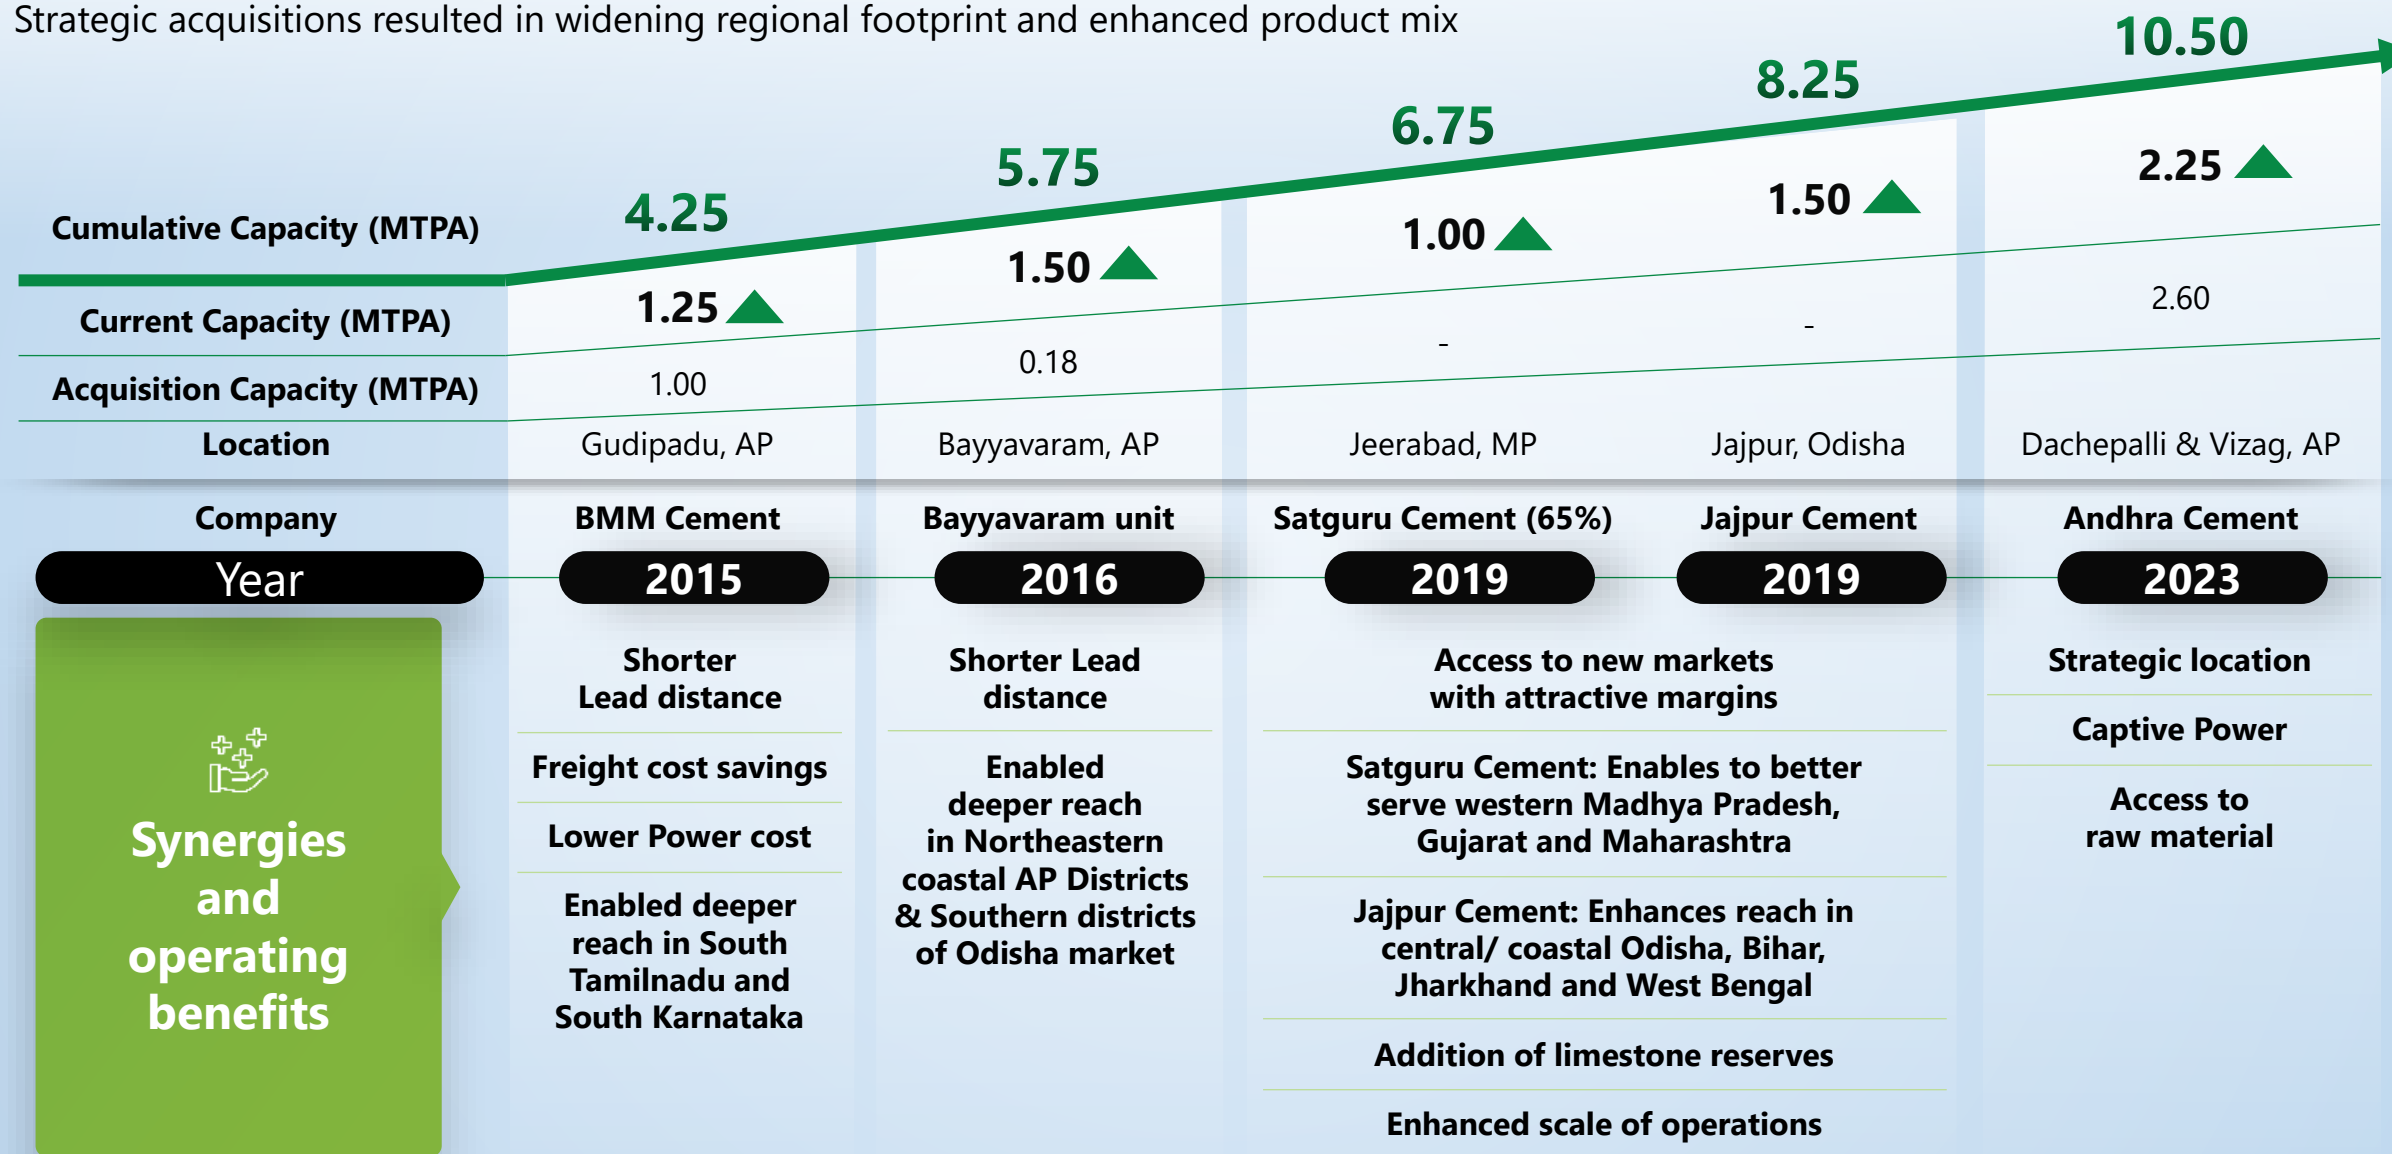 Strategic acquisitions resulted in widening regional footprint and enhanced product mix
Cumulative Capacity (MTPA)
4.25
5.75
6.75
8.25
10.50
Current Capacity (MTPA)
1.25
1.50
1.00
1.50
2.25
Acquisition Capacity (MTPA)
1.00
0.18
-
-
2.60
Location
Gudipadu, AP
Bayyavaram, AP
Jeerabad, MP
Jajpur, Odisha
Dachepalli & Vizag, AP
Company
BMM Cement
Bayyavaram unit
Satguru Cement (65%)
Jajpur Cement
Andhra Cement
Year
2015
2016
2019
2019
2023
Synergies
and
operating
benefits
Shorter
Lead distance
Freight cost savings
Lower Power cost
Enabled deeper
reach in South
Tamilnadu and
South Karnataka
Shorter Lead
distance
Enabled
deeper reach
in Northeastern
coastal AP Districts
& Southern districts
of Odisha market
Access to new markets
with attractive margins
Satguru Cement: Enables to better
serve western Madhya Pradesh,
Gujarat and Maharashtra
Jajpur Cement: Enhances reach in
central/ coastal Odisha, Bihar,
Jharkhand and West Bengal
Addition of limestone reserves
Enhanced scale of operations
Strategic location
Captive Power
Access to
raw material